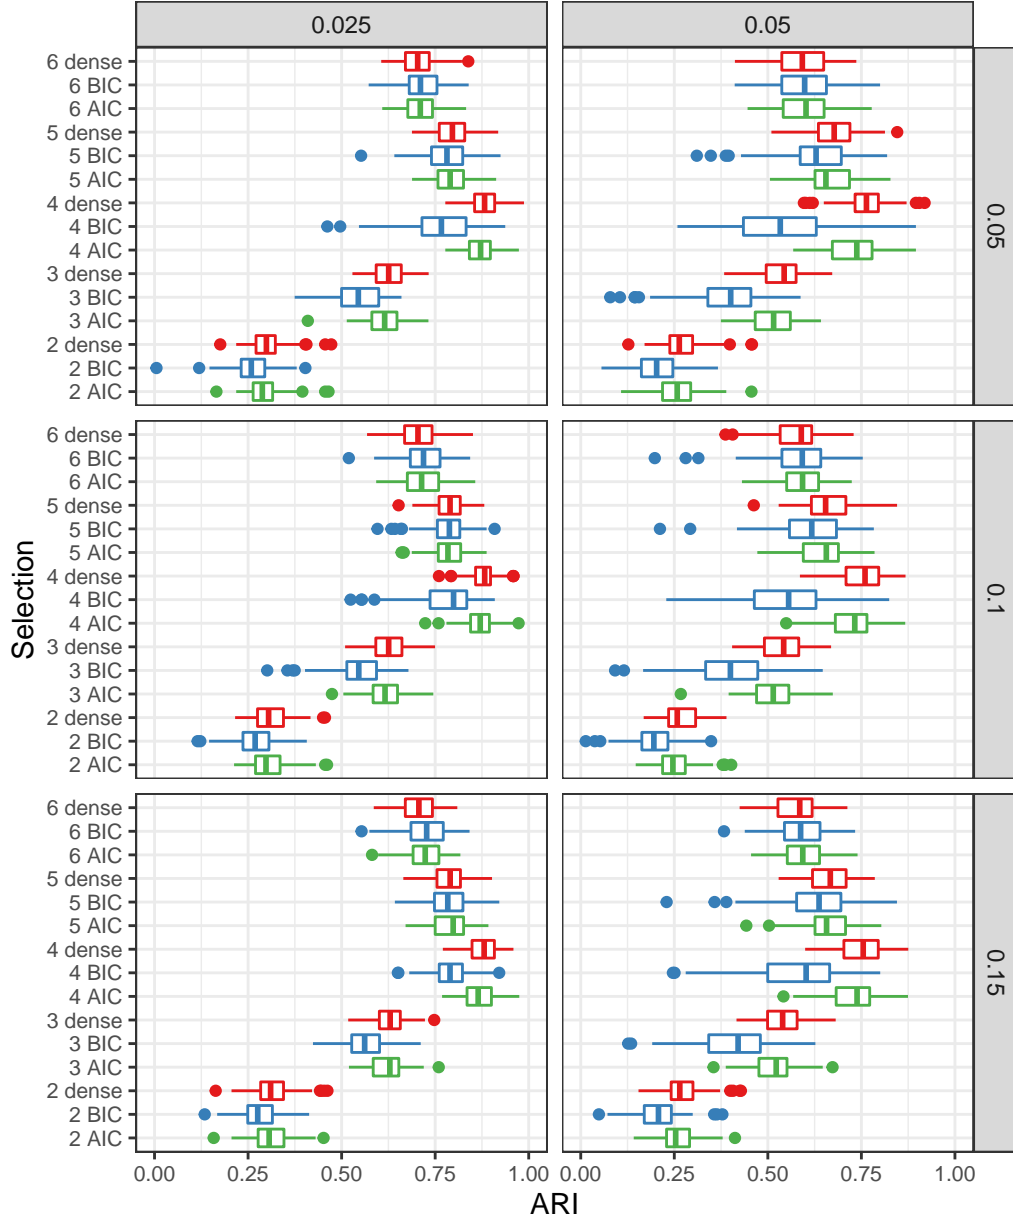 0.025
0.05
6 dense
6 BIC
6 AIC
5 dense
5 BIC
5 AIC
4 dense
4 BIC
4 AIC
3 dense
3 BIC
3 AIC
2 dense
2 BIC
2 AIC
0.05
6 dense
6 BIC
6 AIC
5 dense
5 BIC
5 AIC
4 dense
4 BIC
4 AIC
3 dense
3 BIC
3 AIC
2 dense
2 BIC
2 AIC
0.1
6 dense
6 BIC
6 AIC
5 dense
5 BIC
5 AIC
4 dense
4 BIC
4 AIC
3 dense
3 BIC
3 AIC
2 dense
2 BIC
2 AIC
0.15
Selection
0.00 0.25 0.50 0.75 1.00
0.00 0.25 0.50 0.75 1.00
ARI